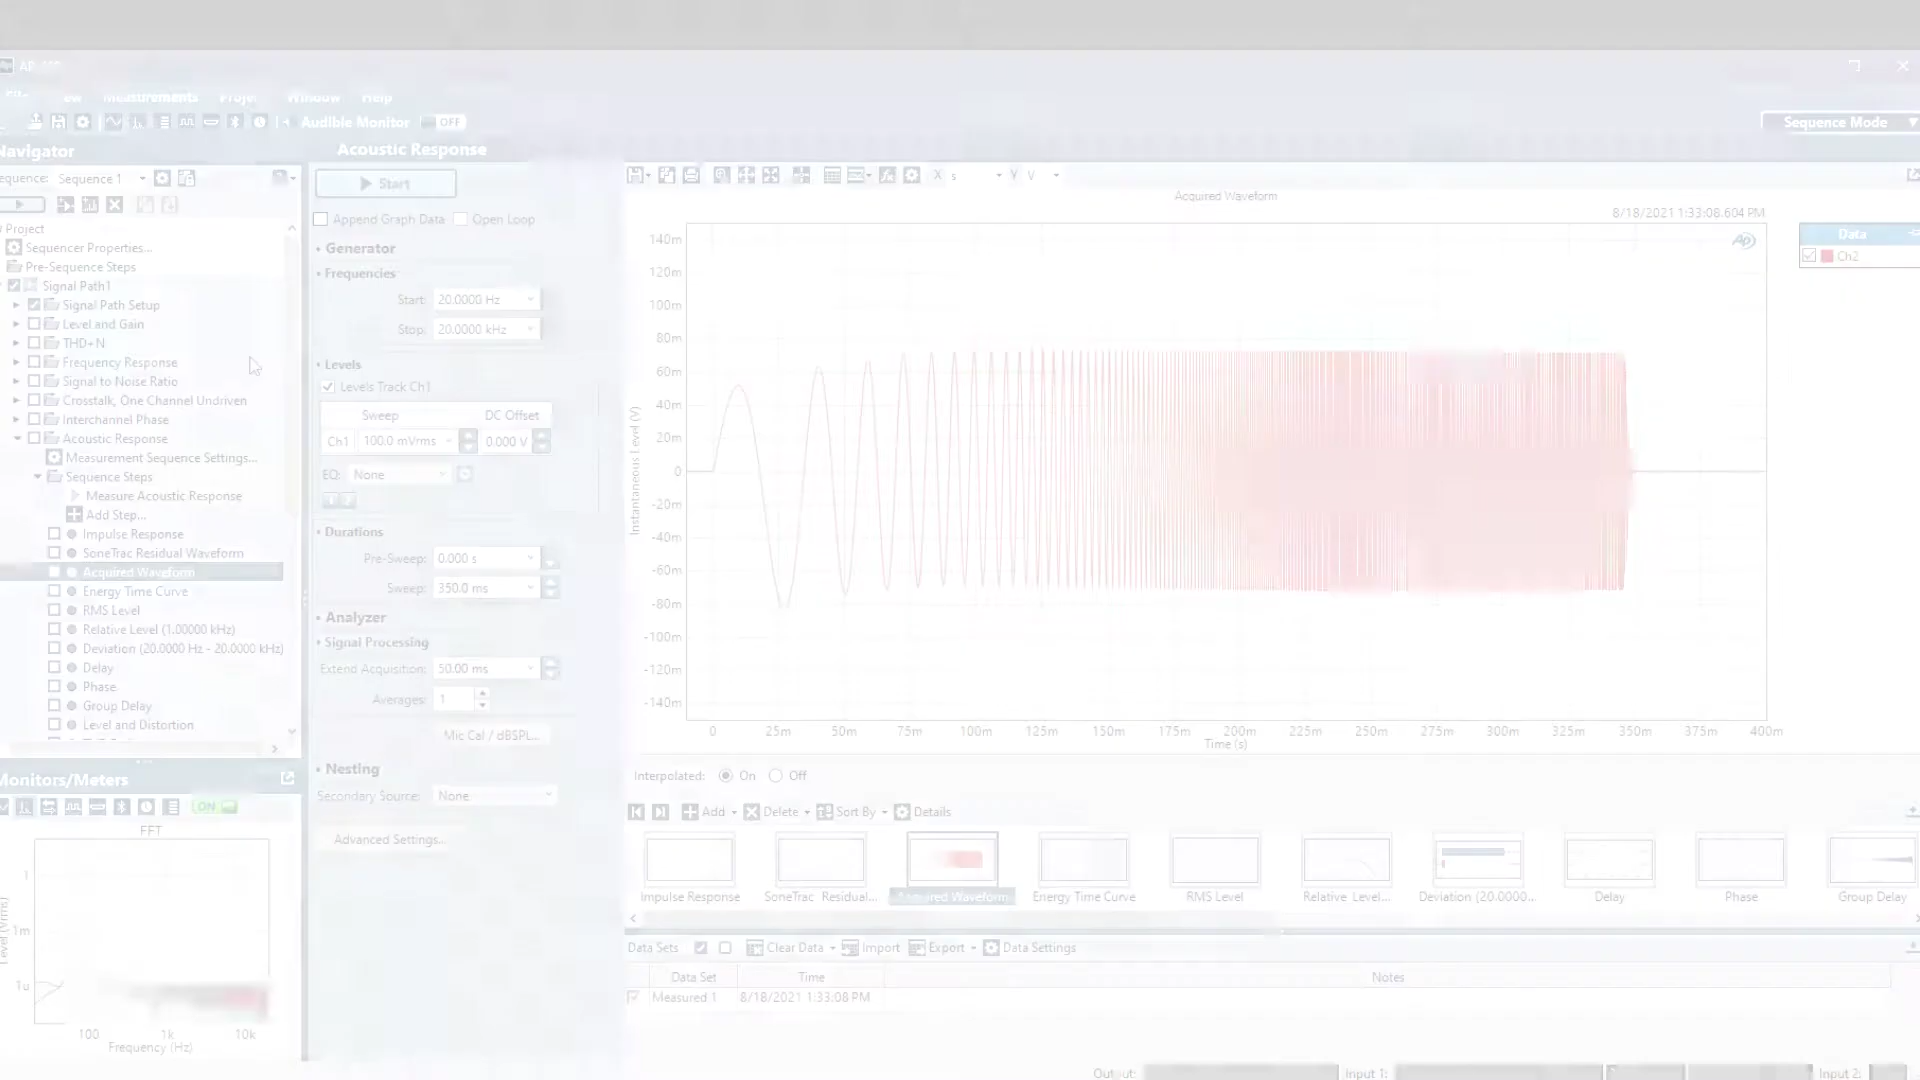 Measurements
Window
Help
Audible Monitor
OFF
Sequence Mode
Navigator
Sequence 1
Project
Sequencer Properties...
Pre-Sequence Steps
Signal Path1
Signal Path Setup
Level and Gain
THD+N
Frequency Response
Signal to Noise Ratio
Crosstalk, One Channel Undriven
Interchannel Phase
Acoustic Response
Measurement Sequence Settings...
Sequence Steps
Measure Acoustic Response
Add Step...
Impulse Response
SoneTrac Residual Waveform
Acquired Waveform
Energy Time Curve
RMS Level
Relative Level (1.00000 kHz)
Deviation (20.0000 Hz - 20.0000 kHz)
Delay
Phase
Group Delay
Level and Distortion
Monitors/Meters
ON
FFT
Level (Vrms)
1
1m
1u
100 1k 10k
Frequency (Hz)
Acoustic Response
Start
Append Graph Data Open Loop
Generator
Frequencies
Start: 20.0000 Hz
Stop: 20.0000 kHz
Levels
Levels Track Ch1
Sweep DC Offset
Ch1 100.0 mVrms 0.000 V
EQ: None
1 2
Durations
Pre-Sweep: 0.000 s
Sweep: 350.0 ms
Analyzer
Signal Processing
Extend Acquisition: 50.00 ms
Averages: 1
Mic Cal / dBSPL...
Nesting
Secondary Source: None
Advanced Settings...
X s Y V
Acquired Waveform
8/18/2021 1:33:08.604 PM
AP
Data
Ch2
Instantaneous Level (V)
140m
120m
100m
80m
60m
40m
20m
0
-20m
-40m
-60m
-80m
-100m
-120m
-140m
0 25m 50m 75m 100m 125m 150m 175m 200m 225m 250m 275m 300m 325m 350m 375m 400m
Time (s)
Interpolated: On Off
Add Delete Sort By Details
Impulse Response SoneTrac Residual... Acquired Waveform Energy Time Curve RMS Level Relative Level... Deviation (20.0000... Delay Phase Group Delay
Data Sets Clear Data Import Export Data Settings
Data Set Time Notes
Measured 1 8/18/2021 1:33:08 PM
Output: Input 1: Input 2: